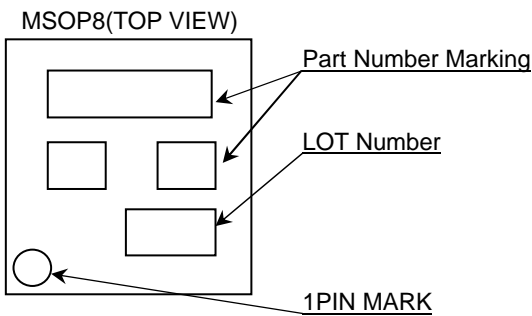 MSOP8(TOP VIEW)
Part Number Marking
LOT Number
1PIN MARK